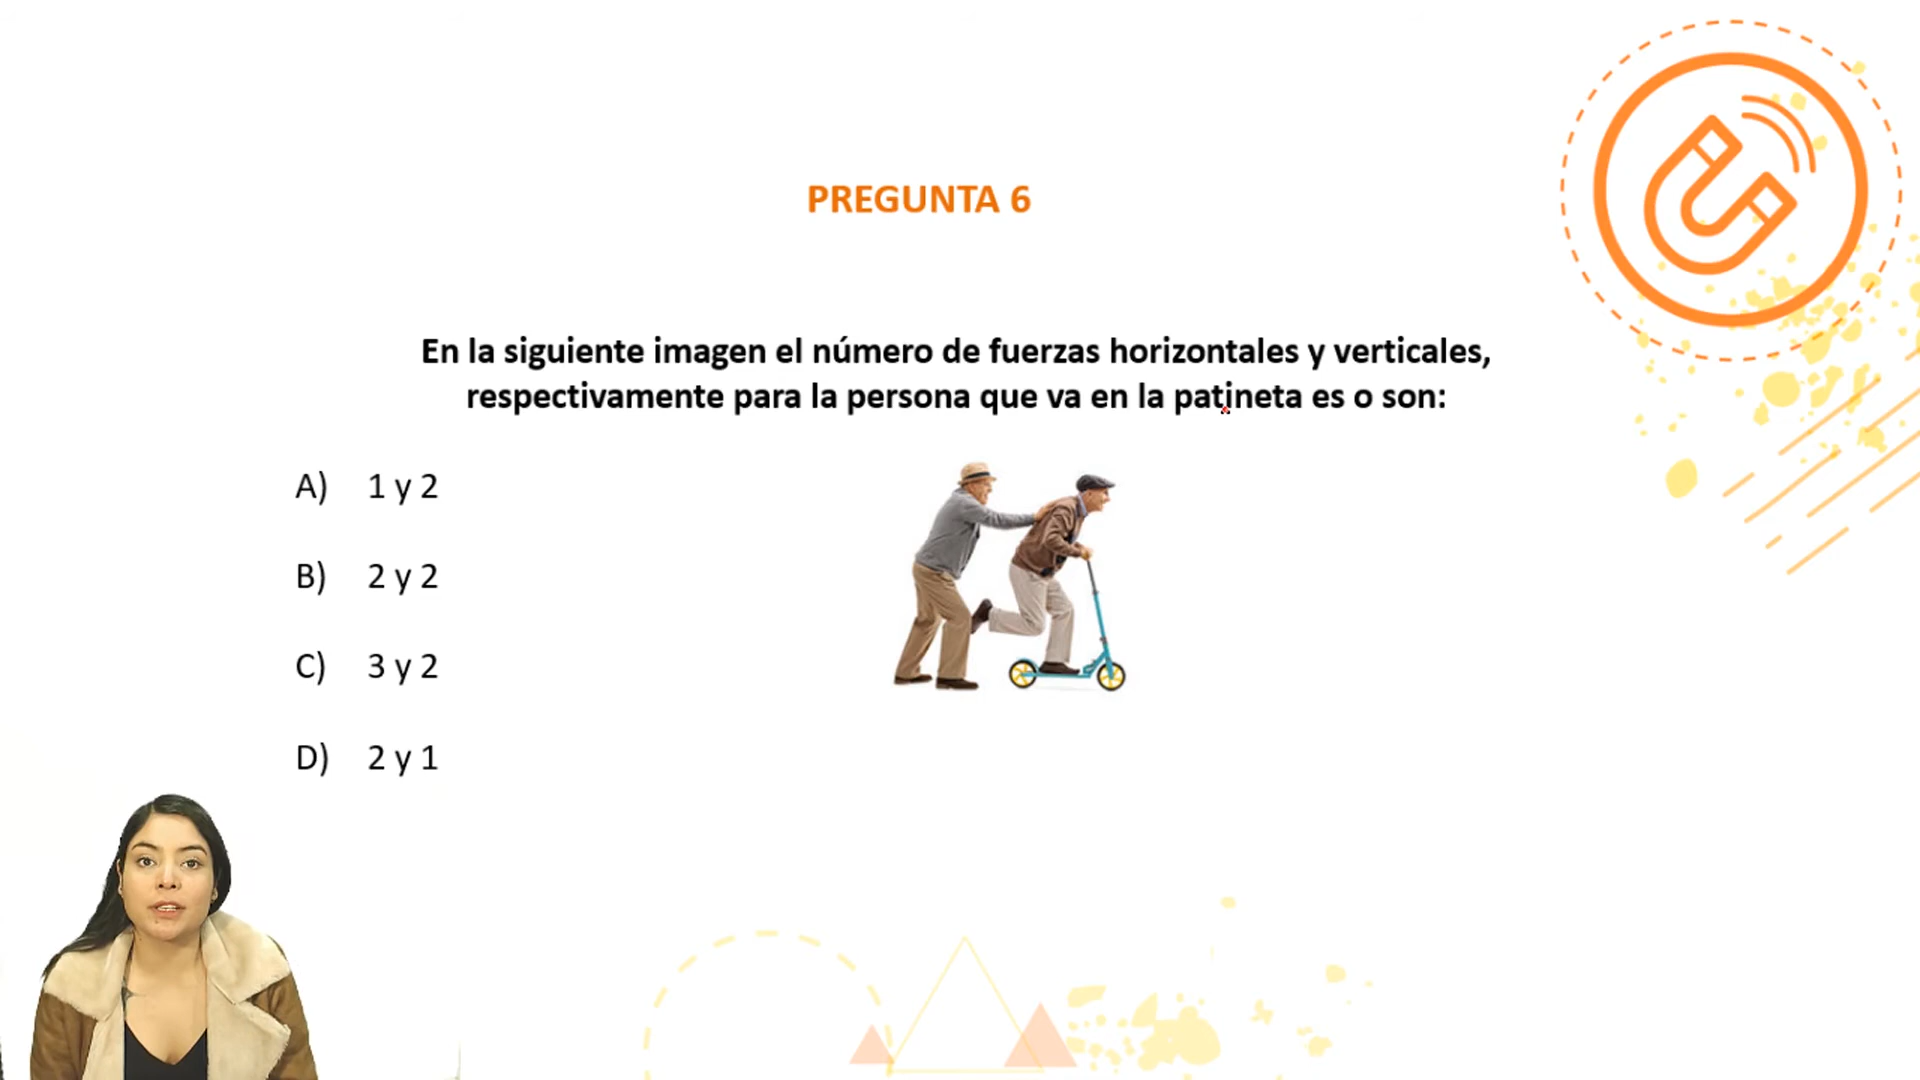 PREGUNTA 6
En la siguiente imagen el número de fuerzas horizontales y verticales,
respectivamente para la persona que va en la patineta es o son:
A) 1 y 2
B) 2 y 2
C) 3 y 2
D) 2 y 1